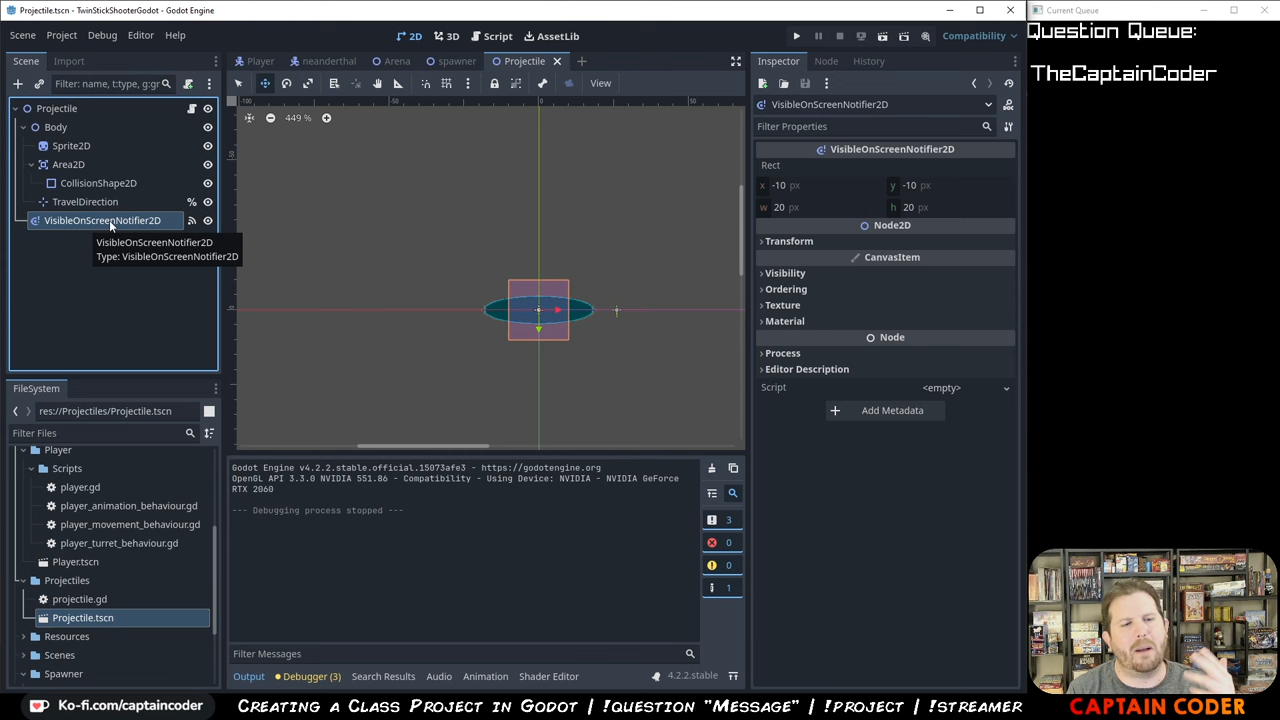 Projectile.tscn - TwinStickShooterGodot - Godot Engine
Current Queue
Scene Project Debug Editor Help
2D 3D Script AssetLib
Compatibility
Scene Import
Player neanderthal Arena spawner Projectile
Inspector Node History
Filter: name, t:type, g:gr
View
VisibleOnScreenNotifier2D
Filter Properties
Projectile
Body
Sprite2D
Area2D
CollisionShape2D
TravelDirection
VisibleOnScreenNotifier2D
VisibleOnScreenNotifier2D
Type: VisibleOnScreenNotifier2D
-100 -50 0 50
449 %
VisibleOnScreenNotifier2D
Rect
x -10 px y -10 px
w 20 px h 20 px
Node2D
Transform
CanvasItem
Visibility
Ordering
Texture
Material
Node
Process
Editor Description
Script <empty>
Add Metadata
FileSystem
res://Projectiles/Projectile.tscn
Filter Files
Player
Scripts
player.gd
player_animation_behaviour.gd
player_movement_behaviour.gd
player_turret_behaviour.gd
Player.tscn
Projectiles
projectile.gd
Projectile.tscn
Resources
Scenes
Spawner
Godot Engine v4.2.2.stable.official.15073afe3 - https://godotengine.org
OpenGL API 3.3.0 NVIDIA 551.86 - Compatibility - Using Device: NVIDIA - NVIDIA GeForce
RTX 2060
--- Debugging process stopped ---
3
0
0
1
Filter Messages
Output Debugger (3) Search Results Audio Animation Shader Editor
4.2.2.stable
Question Queue:
TheCaptainCoder
Ko-fi.com/captaincoder
Creating a Class Project in Godot | !question "Message" | !project | !streamer
CAPTAIN CODER